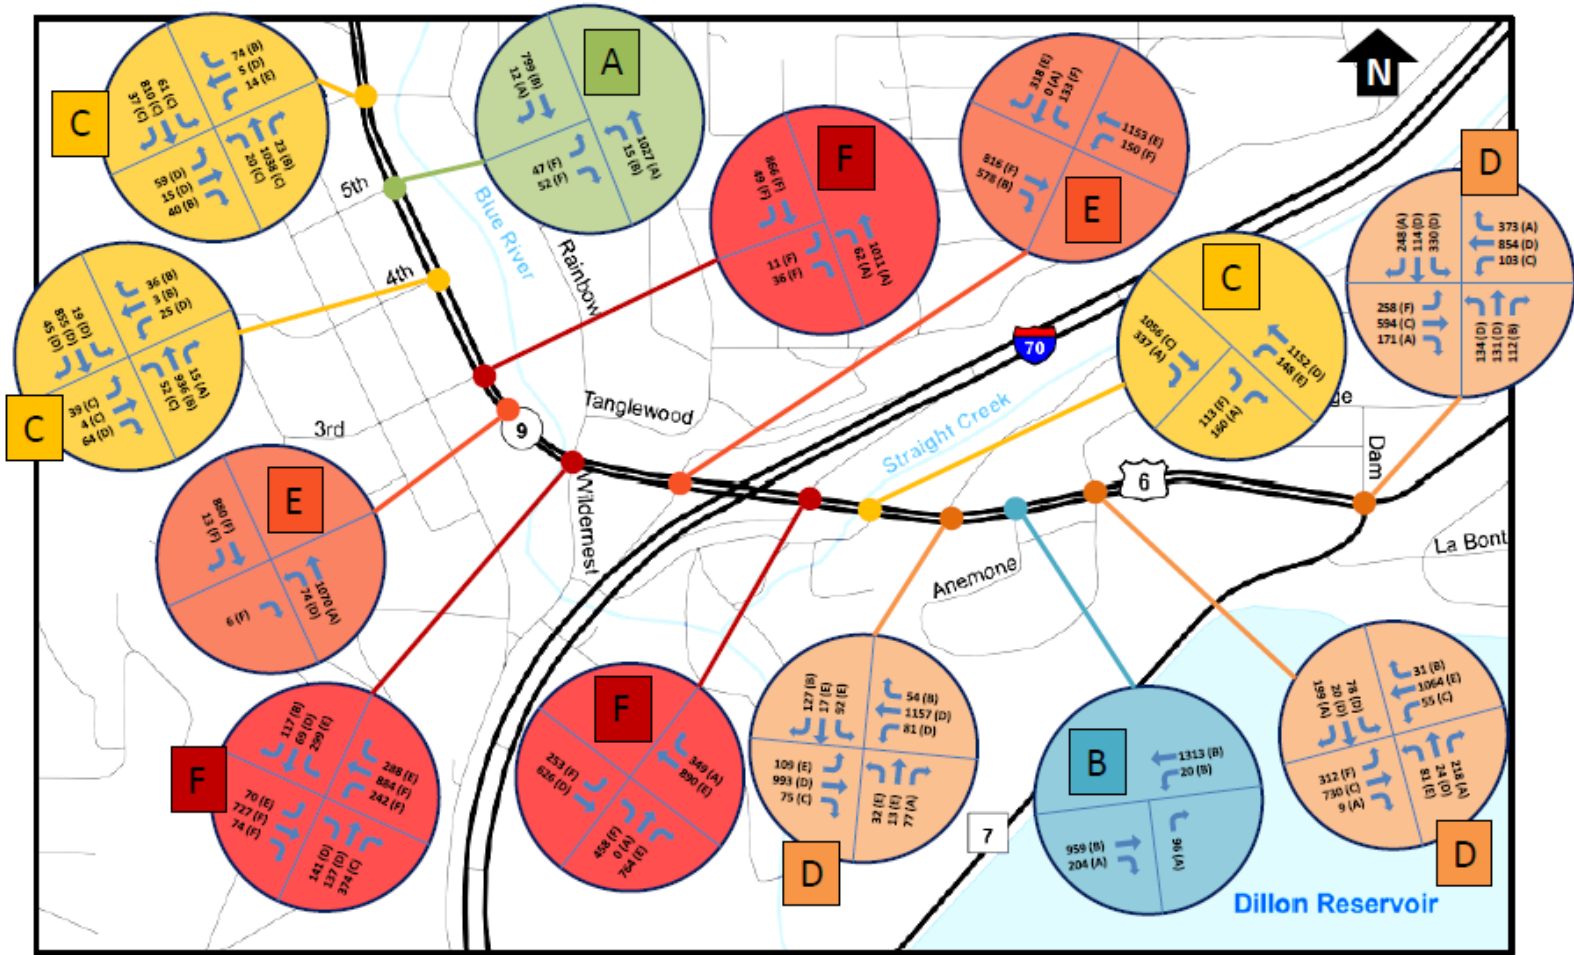 C
74 (B)
5 (D)
14 (E)
61 (C)
810 (C)
37 (C)
59 (D)
15 (D)
40 (B)
23 (B)
1038 (C)
20 (C)
A
799 (B)
12 (A)
47 (F)
52 (F)
1027 (A)
15 (B)
F
866 (F)
49 (F)
11 (F)
36 (F)
1011 (A)
62 (A)
E
318 (E)
0 (A)
133 (F)
1153 (E)
150 (F)
816 (F)
578 (B)
N
D
248 (A)
114 (D)
330 (D)
373 (A)
854 (D)
103 (C)
258 (F)
594 (C)
171 (A)
134 (D)
131 (D)
112 (B)
C
1056 (C)
337 (A)
1152 (D)
148 (E)
113 (F)
160 (A)
5th
4th
3rd
Blue River
Rainbow
Tanglewood
70
9
Wildernest
Straight Creek
6
Dam
ge
La Bont
Anemone
C
36 (B)
3 (B)
25 (D)
19 (D)
855 (D)
45 (D)
39 (C)
4 (C)
64 (D)
15 (A)
936 (B)
52 (C)
E
880 (F)
13 (F)
6 (F)
1070 (A)
74 (D)
F
117 (B)
69 (D)
299 (E)
288 (E)
884 (F)
242 (F)
70 (E)
727 (F)
74 (F)
141 (D)
137 (D)
374 (C)
F
253 (F)
626 (D)
349 (A)
890 (E)
458 (F)
0 (A)
764 (E)
D
127 (B)
17 (E)
92 (E)
54 (B)
1157 (D)
81 (D)
109 (E)
993 (D)
75 (C)
32 (E)
13 (E)
77 (A)
B
1313 (B)
20 (B)
959 (B)
204 (A)
96 (A)
7
D
199 (A)
20 (D)
78 (D)
31 (B)
1064 (E)
55 (C)
312 (F)
730 (C)
9 (A)
81 (E)
24 (D)
218 (A)
Dillon Reservoir